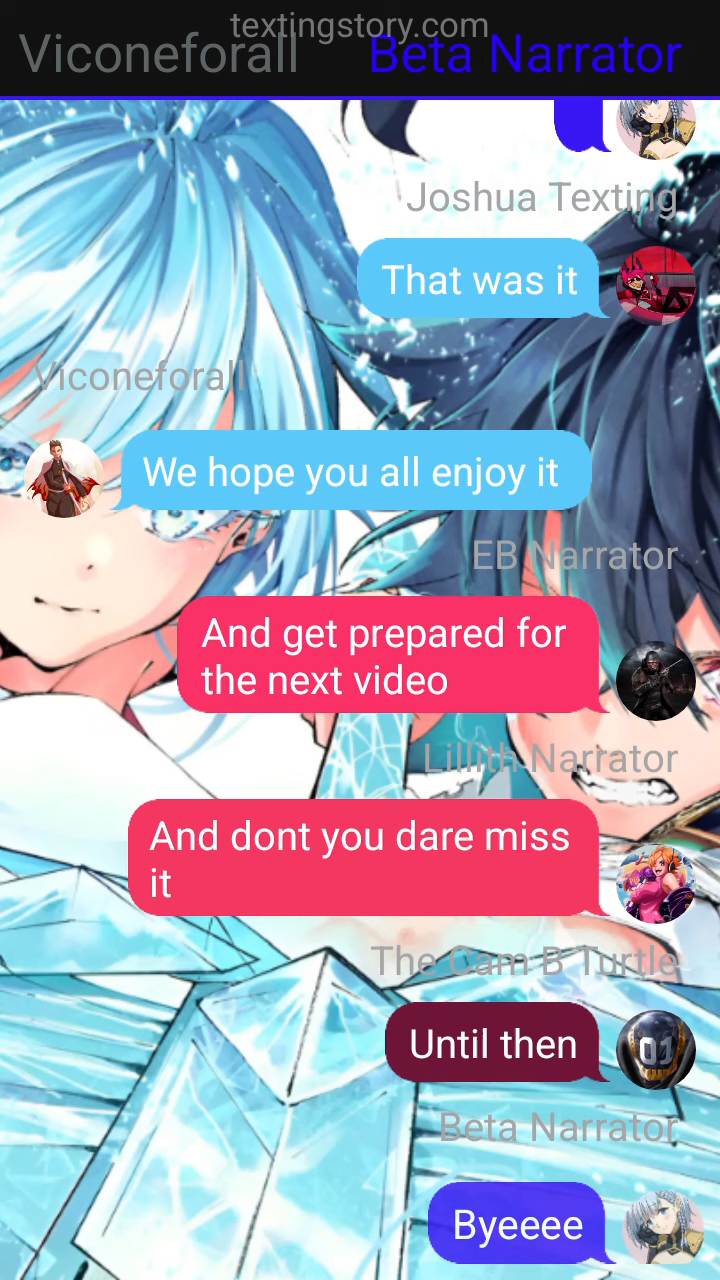 textingstory.com
Viconeforall Beta Narrator
Joshua Texting
That was it
Viconeforall
We hope you all enjoy it
EB Narrator
And get prepared for
the next video
Lillith Narrator
And dont you dare miss
it
The Cam B Turtle
Until then
01
Beta Narrator
Byeeee